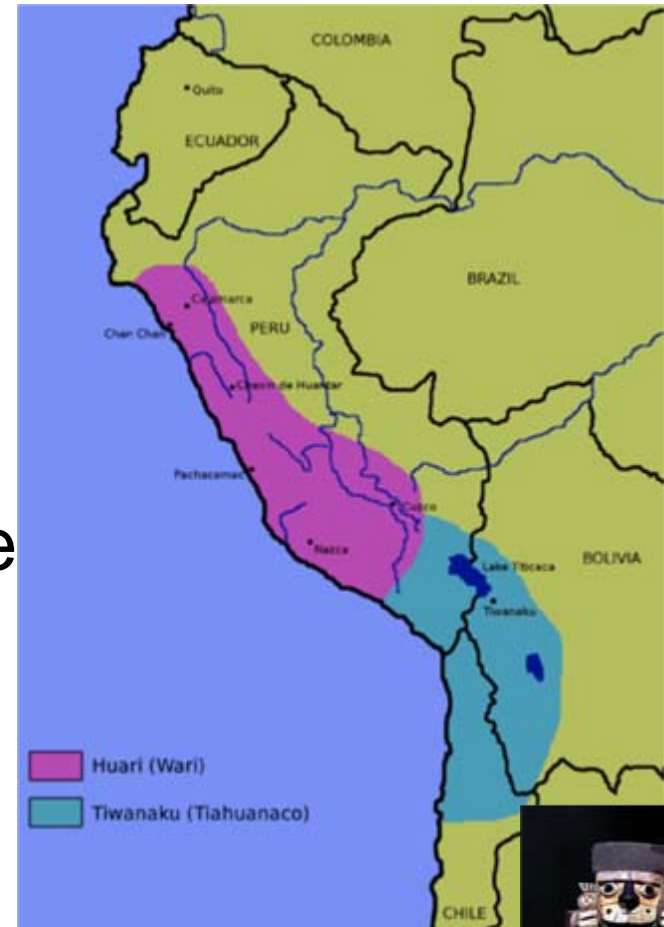 COLOMBIA
Quito
ECUADOR
BRAZIL
Cajamarca
PERU
Chan Chan
Chavin de Huantar
Pachacamac
Cuzco
Nazca
e
BOLIVIA
Lake Titicaca
Tiwanaku
Huari (Wari)
Tiwanaku (Tiahuanaco)
CHILE